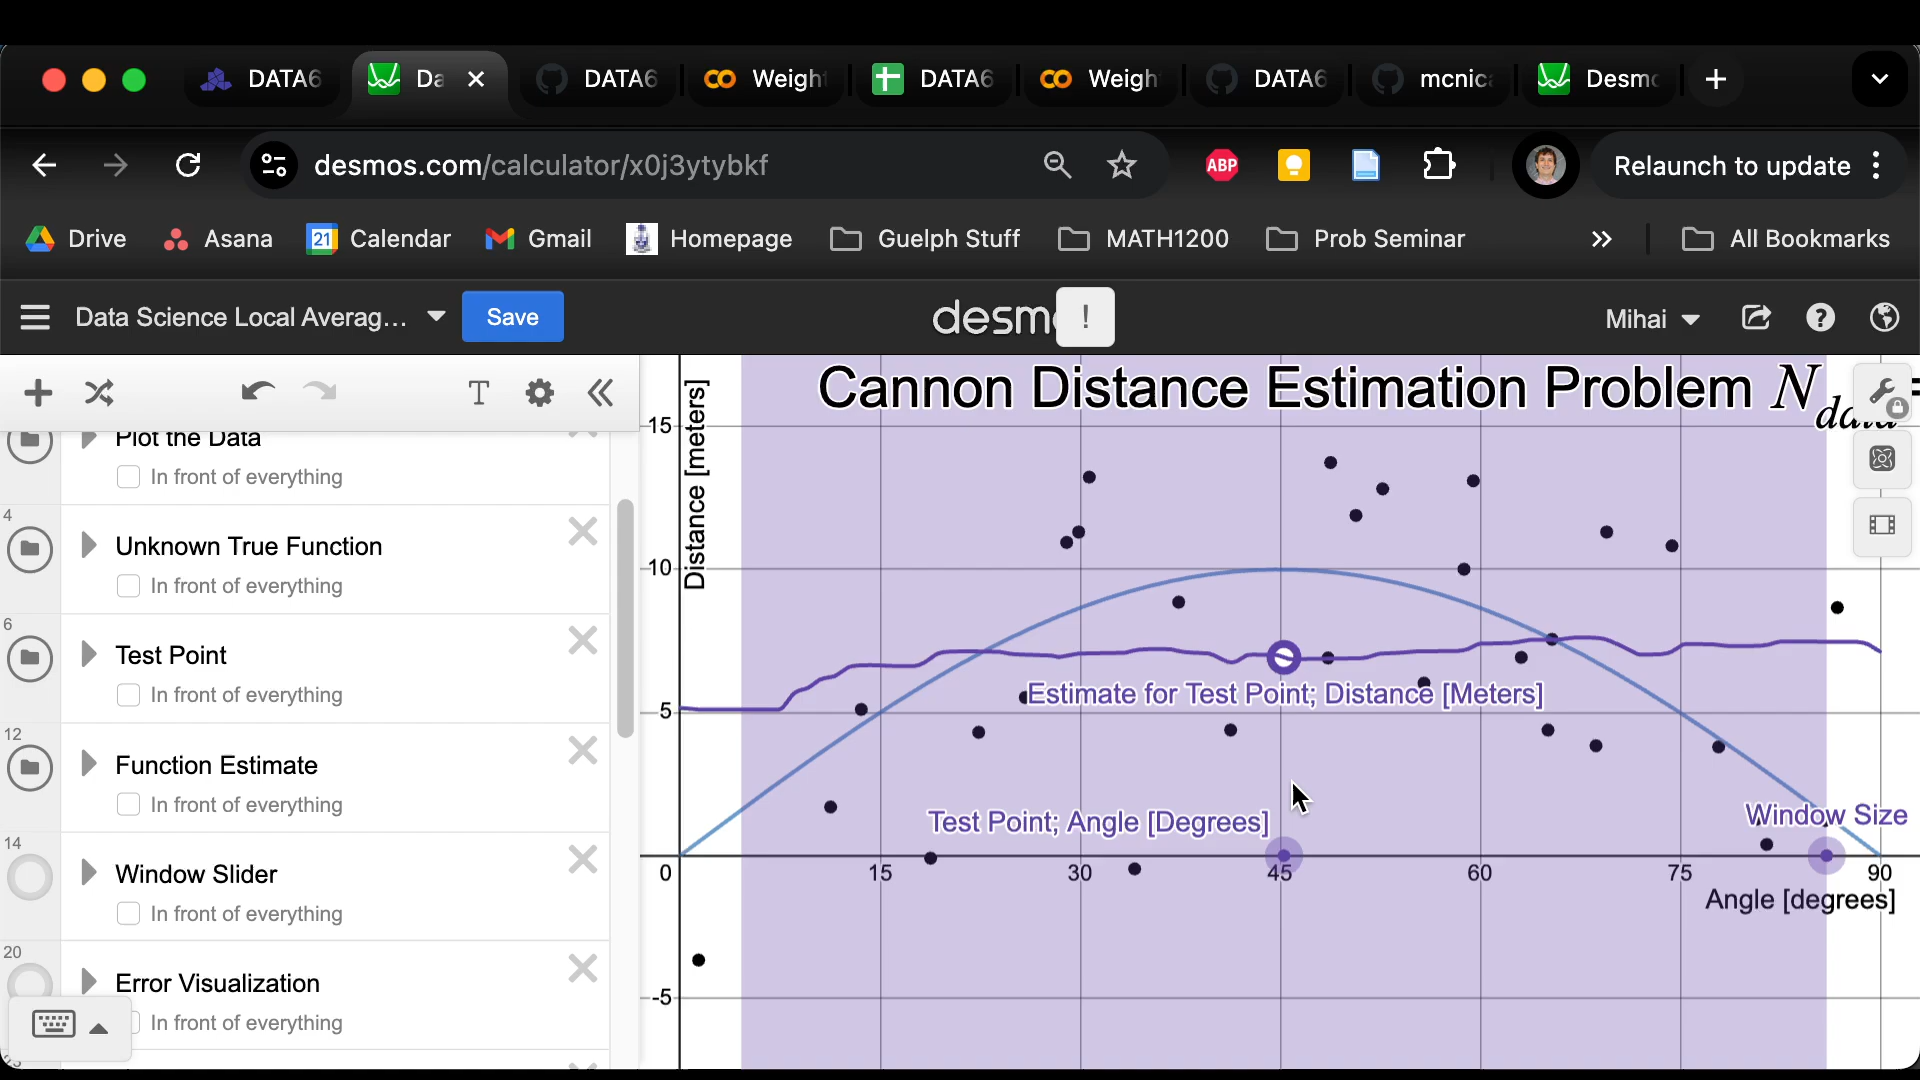 DATA6
Da
DATA6
Weigh
DATA6
Weigh
DATA6
mcnic
Desmo
desmos.com/calculator/x0j3ytybkf
ABP
Relaunch to update
Drive
Asana
21
Calendar
Gmail
Homepage
Guelph Stuff
MATH1200
Prob Seminar
All Bookmarks
Data Science Local Averag...
Save
desm
!
Mihai
Plot the Data
In front of everything
4
Unknown True Function
In front of everything
6
Test Point
In front of everything
12
Function Estimate
In front of everything
14
Window Slider
In front of everything
20
Error Visualization
In front of everything
Cannon Distance Estimation Problem N
Distance [meters]
15
10
5
Estimate for Test Point; Distance [Meters]
Test Point; Angle [Degrees]
Window Size
0
15
30
45
60
75
90
Angle [degrees]
-5